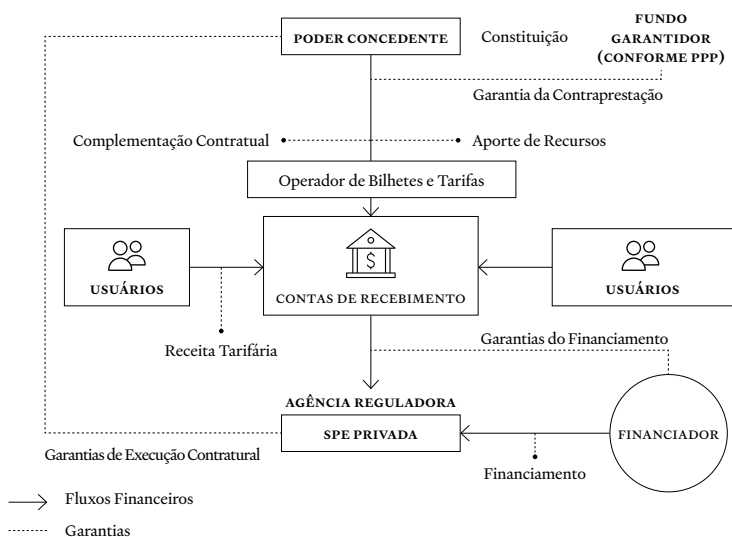 PODER CONCEDENTE
Constituição
FUNDO
GARANTIDOR
(CONFORME PPP)
Garantia da Contraprestação
Complementação Contratual
Aporte de Recursos
Operador de Bilhetes e Tarifas
USUÁRIOS
$
CONTAS DE RECEBIMENTO
USUÁRIOS
Receita Tarifária
Garantias do Financiamento
AGÊNCIA REGULADORA
SPE PRIVADA
FINANCIADOR
Garantias de Execução Contratural
Financiamento
Fluxos Financeiros
Garantias